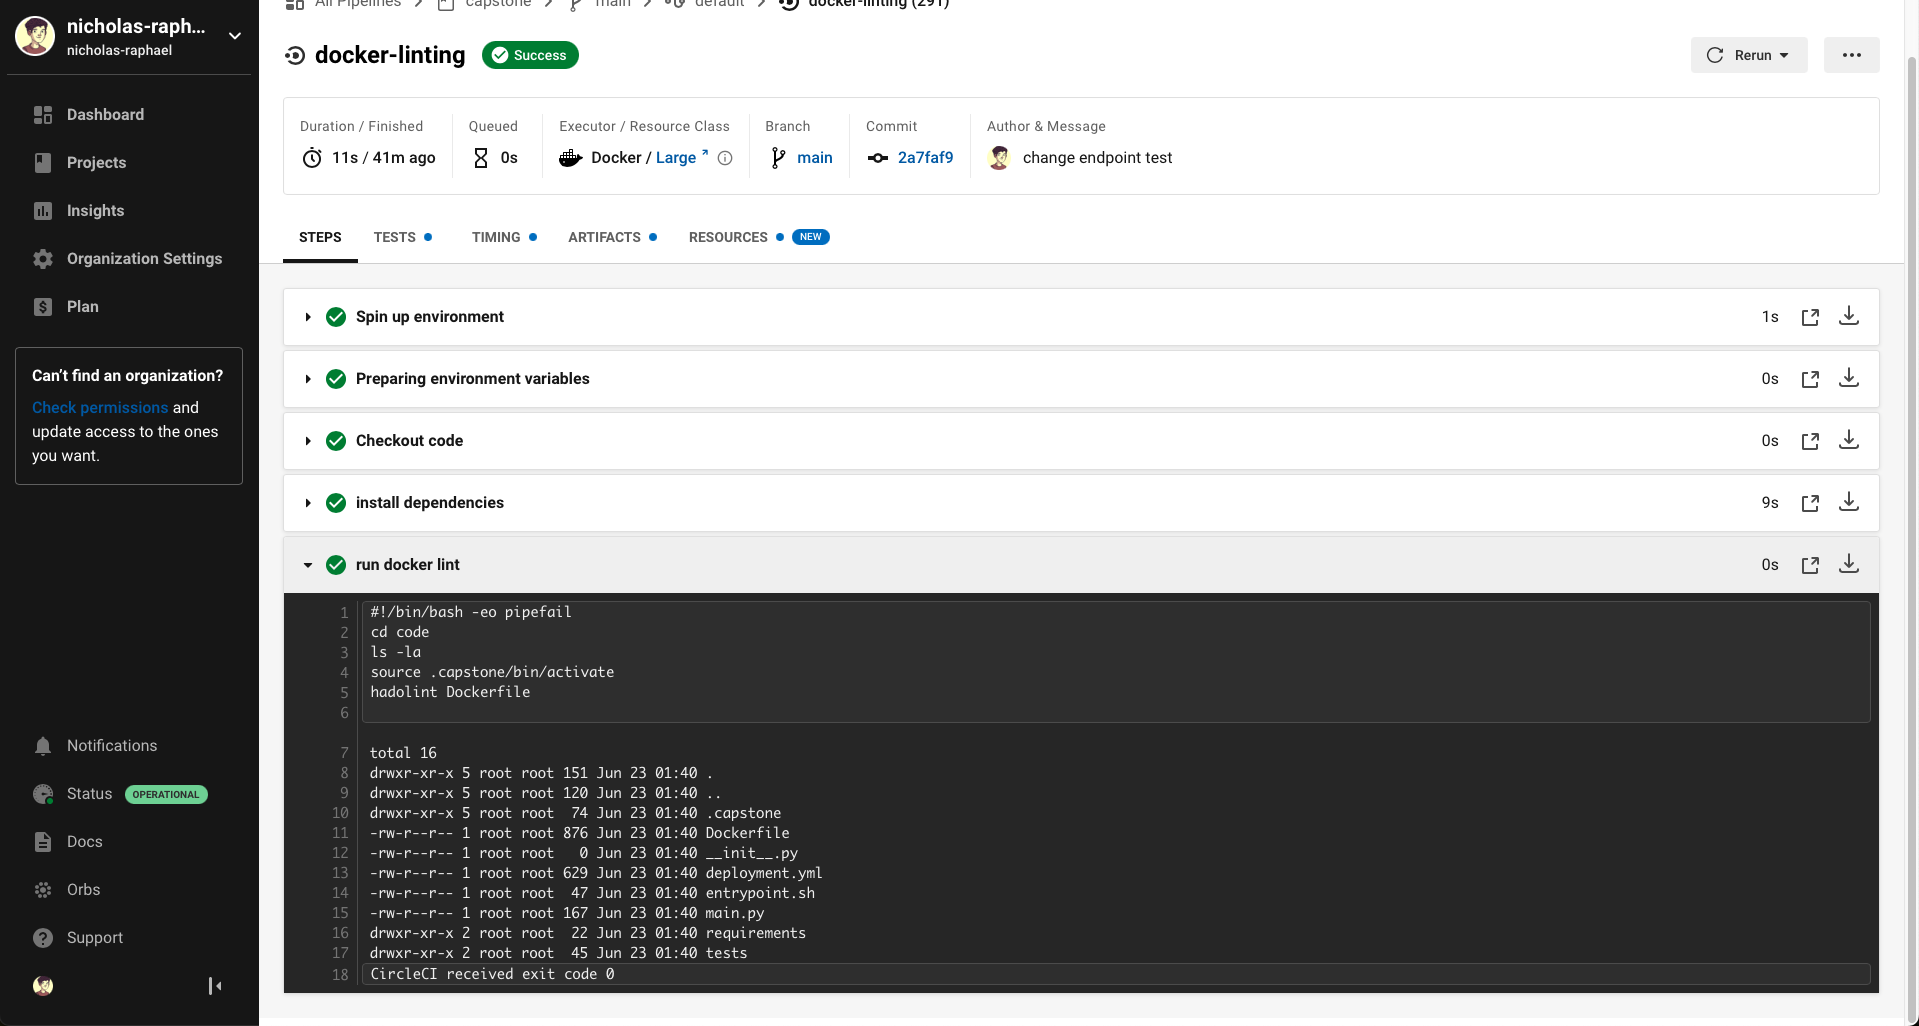 nicholas-raph...
nicholas-raphael
Dashboard
Projects
Insights
Organization Settings
Plan
Can't find an organization?
Check permissions and
update access to the ones
you want.
Notifications
Status OPERATIONAL
Docs
Orbs
Support
All Pipelines capstone main default docker-linting (291)
docker-linting Success
Rerun
Duration / Finished
11s / 41m ago
Queued
0s
Executor / Resource Class
Docker / Large
Branch
main
Commit
2a7faf9
Author & Message
change endpoint test
STEPS TESTS TIMING ARTIFACTS RESOURCES NEW
Spin up environment 1s
Preparing environment variables 0s
Checkout code 0s
install dependencies 9s
run docker lint 0s
1 #!/bin/bash -eo pipefail
2 cd code
3 ls -la
4 source .capstone/bin/activate
5 hadolint Dockerfile
6
7 total 16
8 drwxr-xr-x 5 root root 151 Jun 23 01:40 .
9 drwxr-xr-x 5 root root 120 Jun 23 01:40 ..
10 drwxr-xr-x 5 root root  74 Jun 23 01:40 .capstone
11 -rw-r--r-- 1 root root 876 Jun 23 01:40 Dockerfile
12 -rw-r--r-- 1 root root   0 Jun 23 01:40 __init__.py
13 -rw-r--r-- 1 root root 629 Jun 23 01:40 deployment.yml
14 -rw-r--r-- 1 root root  47 Jun 23 01:40 entrypoint.sh
15 -rw-r--r-- 1 root root 167 Jun 23 01:40 main.py
16 drwxr-xr-x 2 root root  22 Jun 23 01:40 requirements
17 drwxr-xr-x 2 root root  45 Jun 23 01:40 tests
18 CircleCI received exit code 0